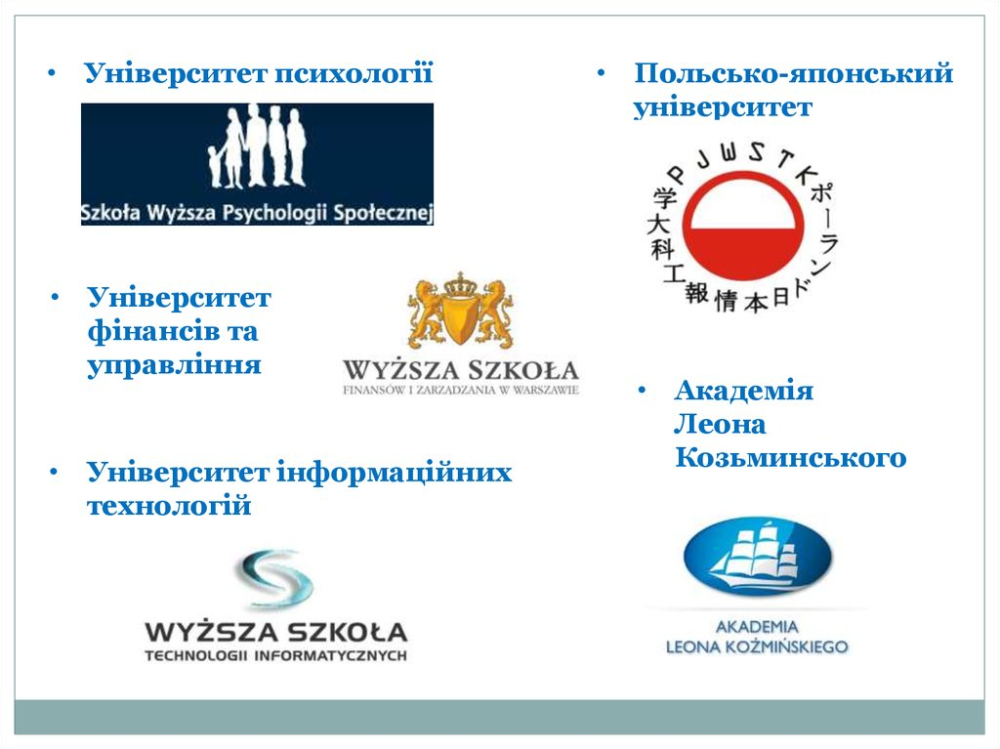 • Університет психології
Szkoła Wyższa Psychologii Społecznej
• Університет
фінансів та
управління
WYŻSZA SZKOŁA
FINANSÓW I ZARZĄDZANIA W WARSZAWIE
• Університет інформаційних
технологій
WYŻSZA SZKOŁA
TECHNOLOGII INFORMATYCZNYCH
• Польсько-японський
університет
PJWSTK
ポーランド日本情報工科大学
• Академія
Леона
Козьминського
AKADEMIA
LEONA KOŹMIŃSKIEGO